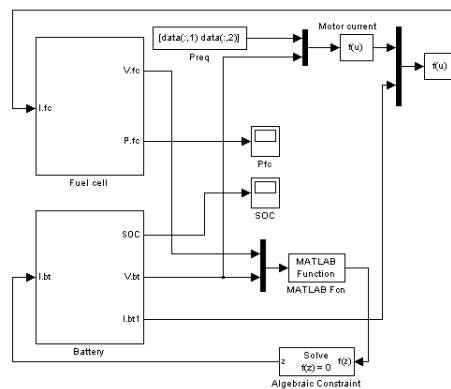 [data(:,1) data(:,2)]
Preq
Motor current
f(u)
f(u)
V.fc
I.fc
P.fc
Fuel cell
Pfc
SOC
SOC
I.bt
V.bt
I.bt1
Battery
MATLAB
Function
MATLAB Fcn
z
Solve
f(z) = 0
f(z)
Algebraic Constraint